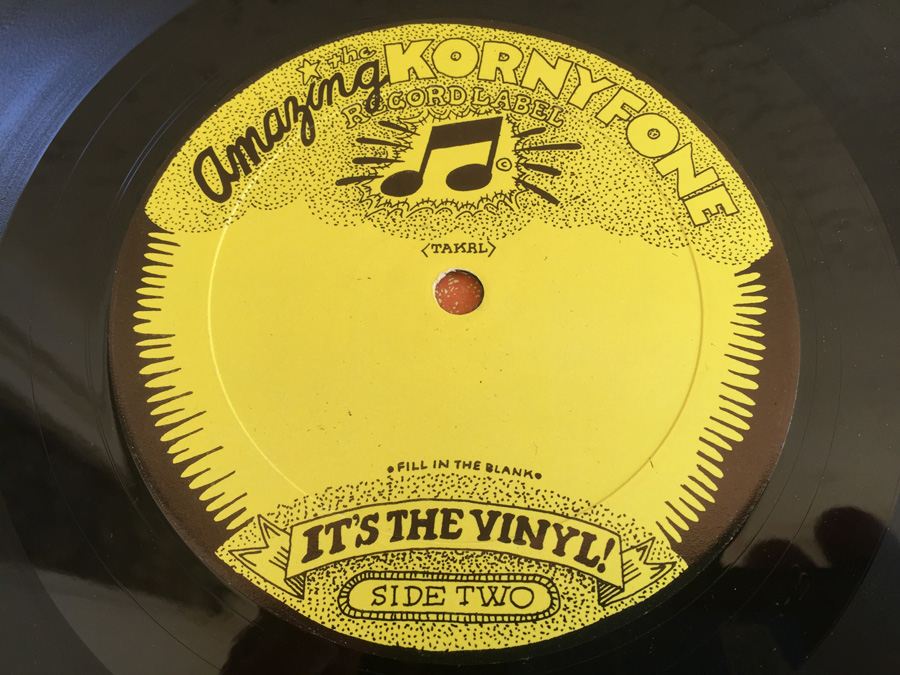 the
Amazing KORNYFONE
RECORD LABEL
©
<TAKRL>
•FILL IN THE BLANK•
IT'S THE VINYL!
SIDE TWO